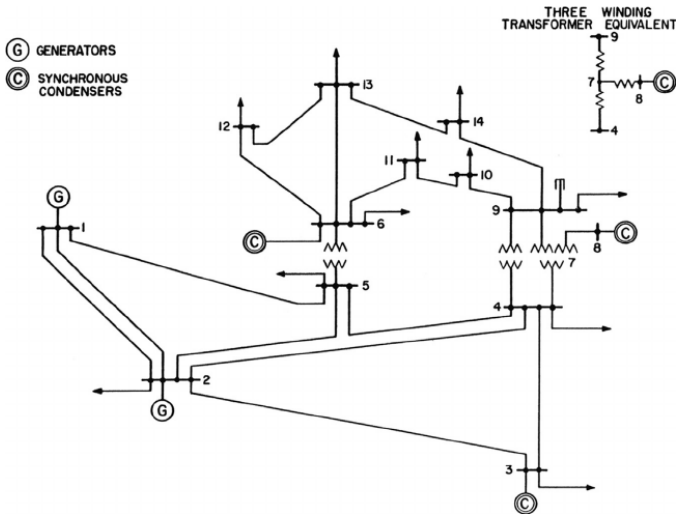 THREE WINDING
TRANSFORMER EQUIVALENT
9
7
8
C
4
G GENERATORS
C SYNCHRONOUS
CONDENSERS
13
12
14
11
10
G
1
6
9
C
8
C
7
5
4
2
G
3
C